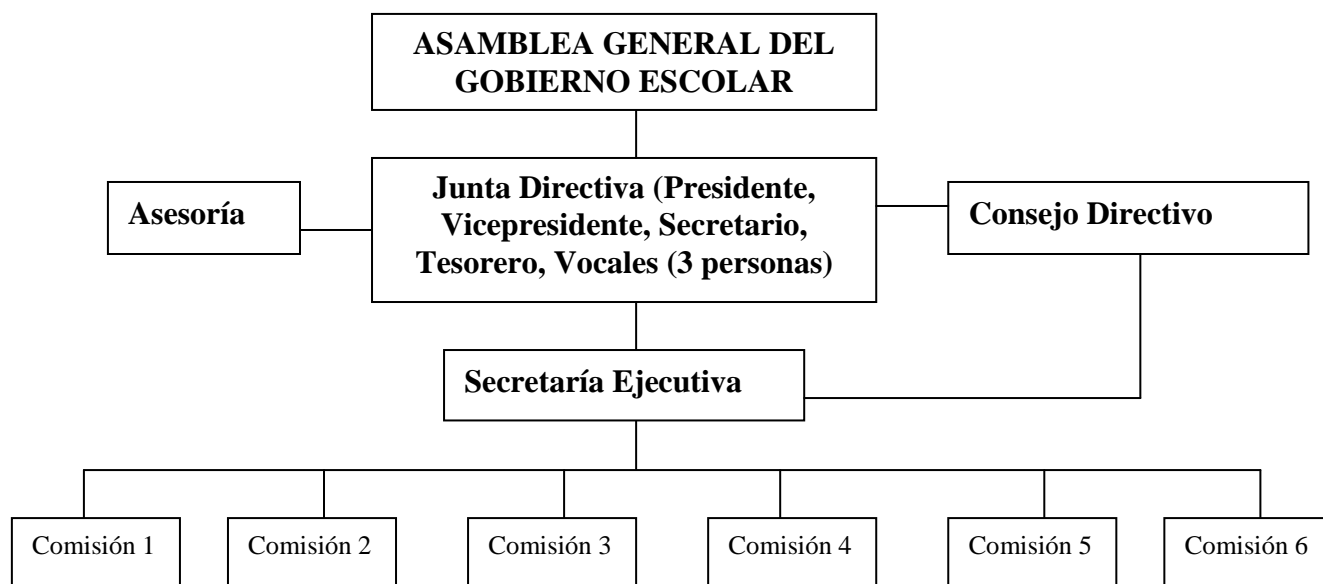 ASAMBLEA GENERAL DEL
GOBIERNO ESCOLAR
Asesoría
Junta Directiva (Presidente,
Vicepresidente, Secretario,
Tesorero, Vocales (3 personas)
Consejo Directivo
Secretaría Ejecutiva
Comisión 1
Comisión 2
Comisión 3
Comisión 4
Comisión 5
Comisión 6